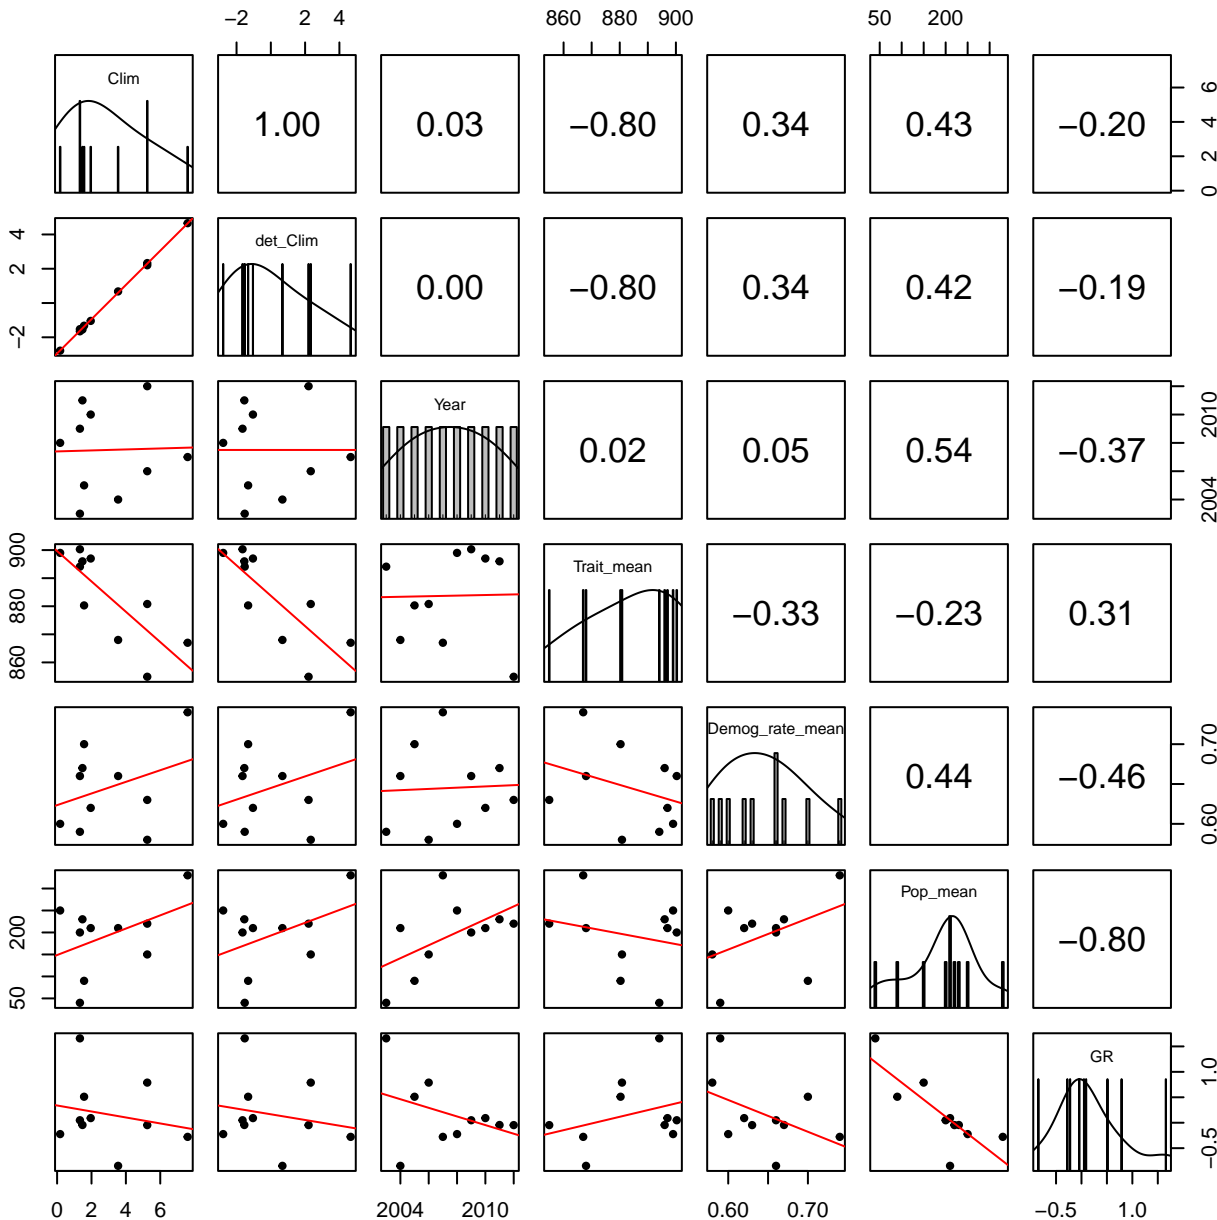 −2 2 4 860 880 900 50 200
Clim
1.00 0.03 −0.80 0.34 0.43 −0.20
0 2 4 6
det_Clim
0.00 −0.80 0.34 0.42 −0.19
−2 2 4
Year
0.02 0.05 0.54 −0.37
2004 2010
Trait_mean
−0.33 −0.23 0.31
860 880 900
Demog_rate_mean
0.44 −0.46
0.60 0.70
Pop_mean
−0.80
50 200
GR
−0.5 1.0
0 2 4 6 2004 2010 0.60 0.70 −0.5 1.0